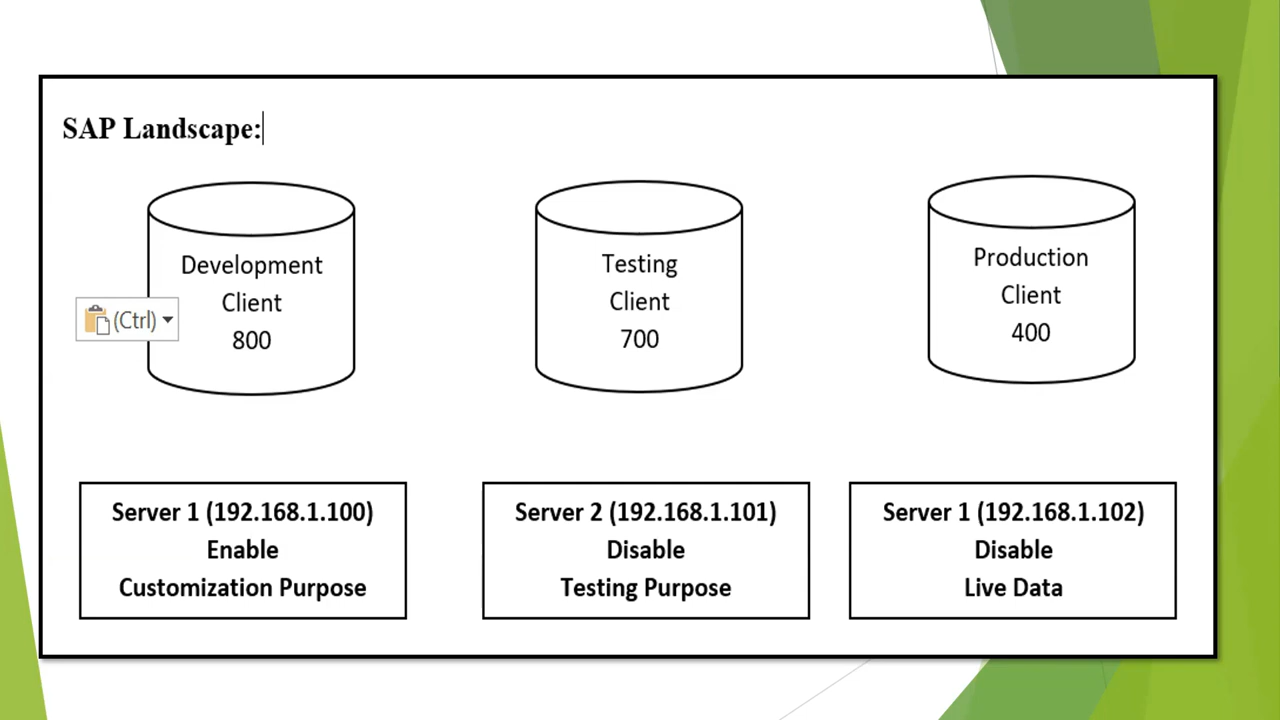 SAP Landscape:
Development
Client
800
(Ctrl)
Testing
Client
700
Production
Client
400
Server 1 (192.168.1.100)
Enable
Customization Purpose
Server 2 (192.168.1.101)
Disable
Testing Purpose
Server 1 (192.168.1.102)
Disable
Live Data